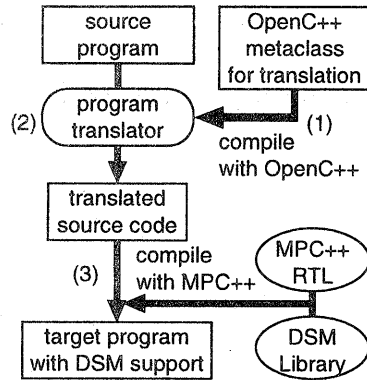 source
program
OpenC++
metaclass
for translation
(2)
program
translator
(1)
compile
with OpenC++
translated
source code
(3)
compile
with MPC++
MPC++
RTL
target program
with DSM support
DSM
Library